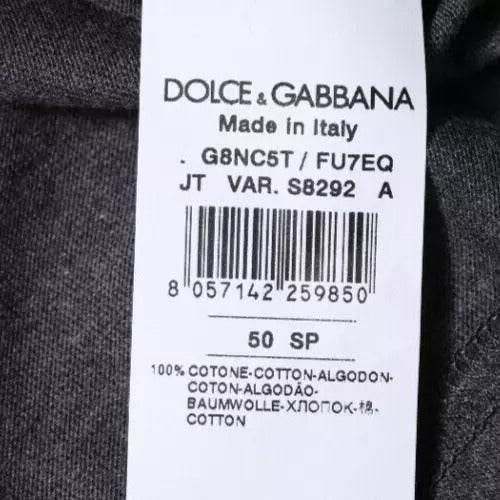 DOLCE & GABBANA
Made in Italy
. G8NC5T / FU7EQ
JT VAR. S8292 A
8 057142 259850
50 SP
100% COTONE-COTTON-ALGODON-
COTON-ALGODÃO-
BAUMWOLLE-ХЛОПОК-棉-
COTTON